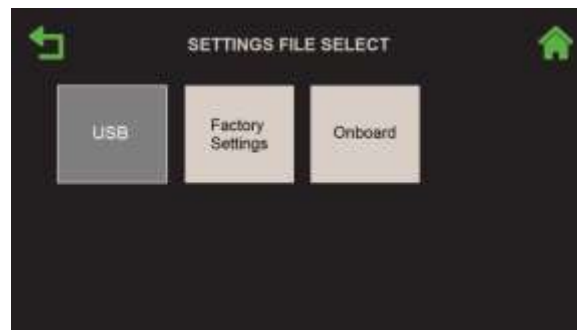 SETTINGS FILE SELECT
USB
Factory
Settings
Onboard